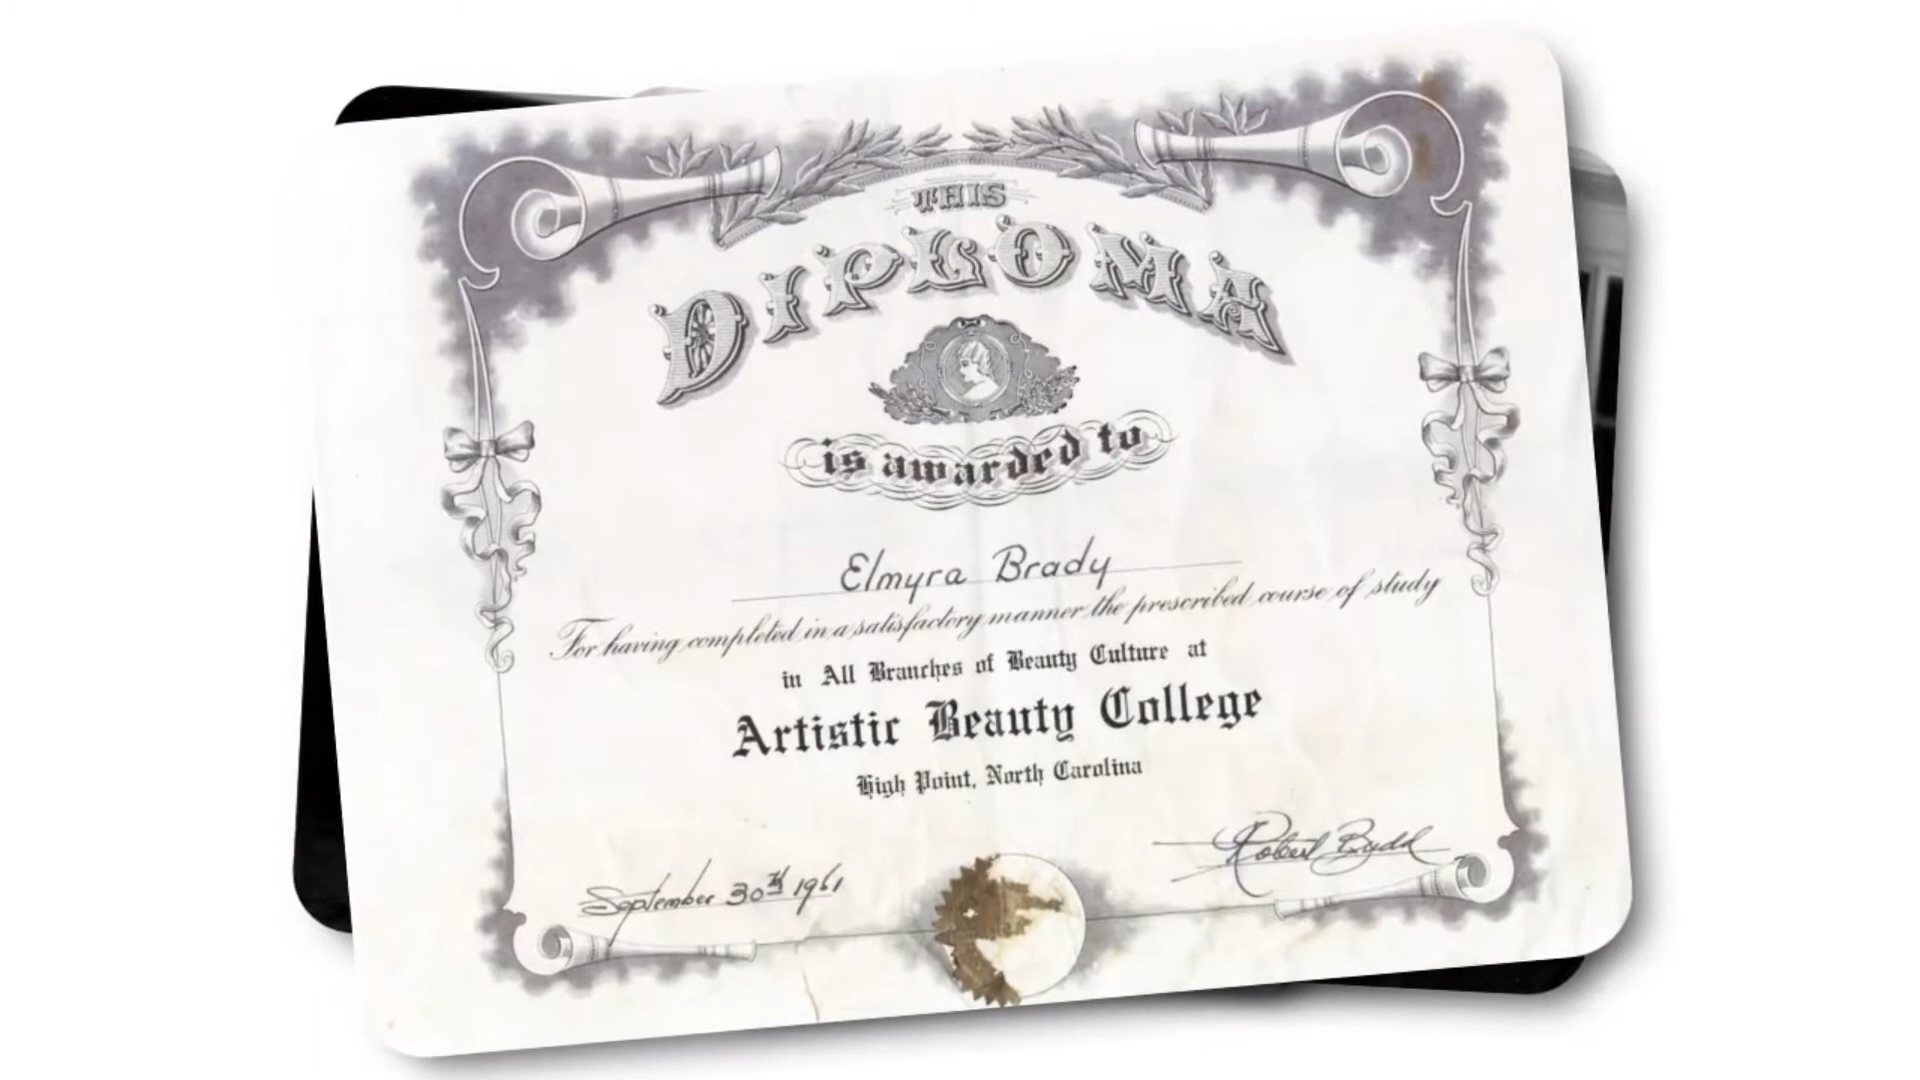 THIS
DIPLOMA
is awarded to
Elmyra Brady
For having completed in a satisfactory manner the prescribed course of study
in All Branches of Beauty Culture at
Artistic Beauty College
High Point, North Carolina
September 30th 1961
Robert